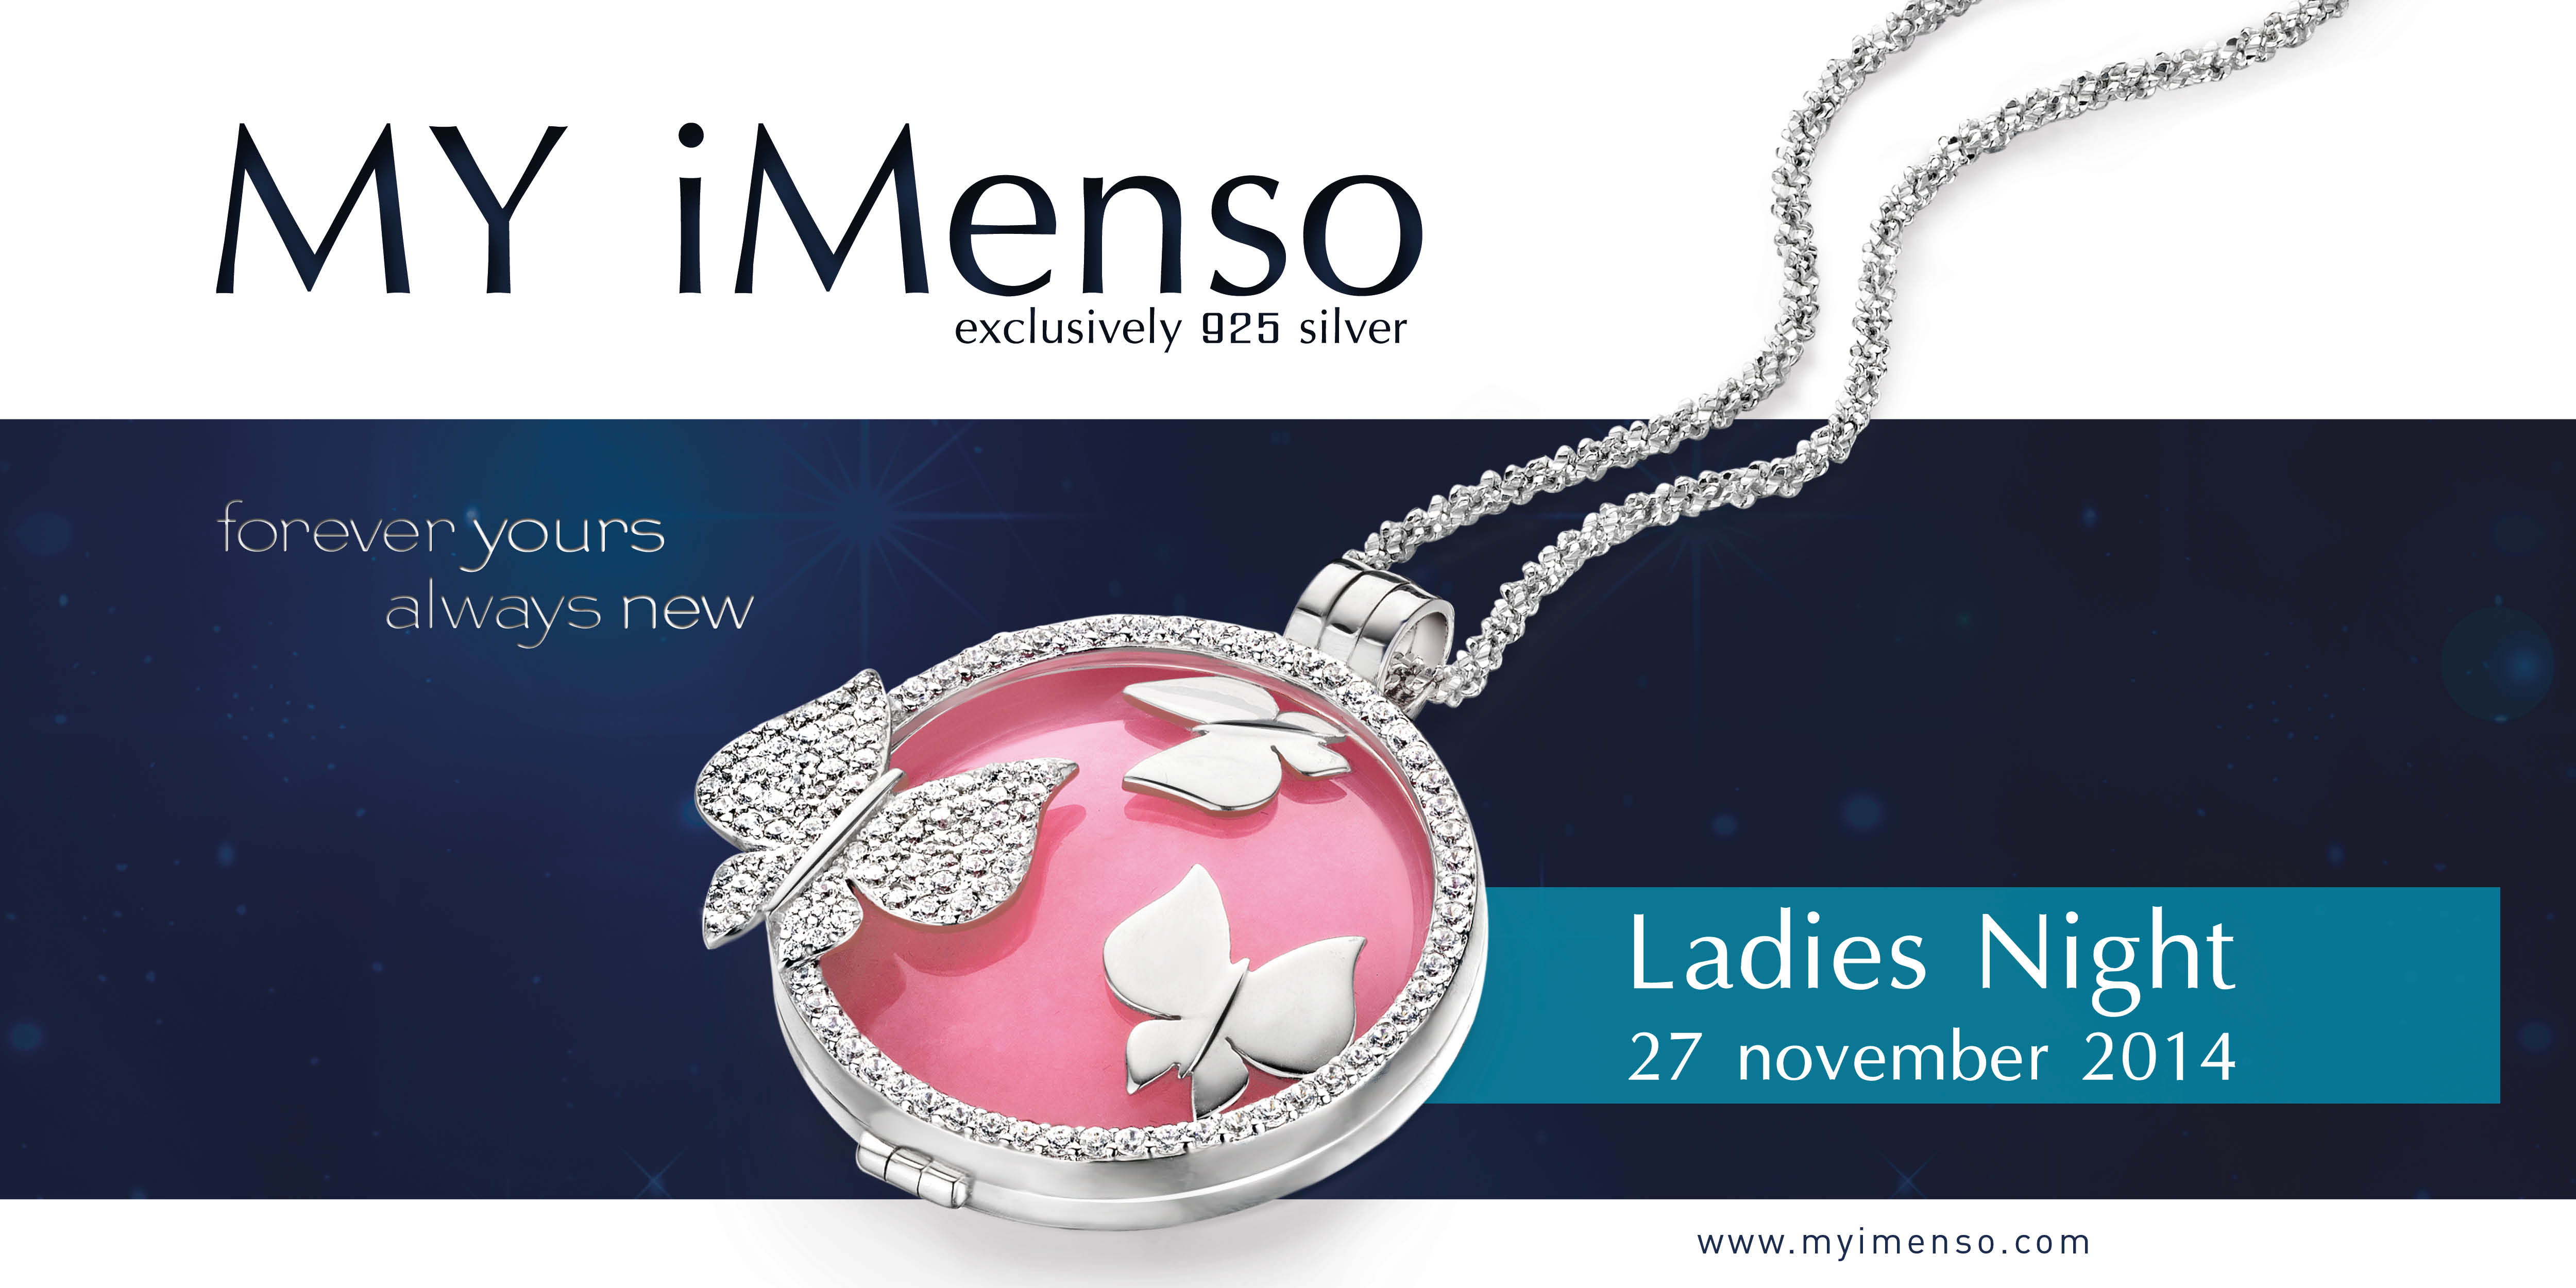 MY iMenso
exclusively 925 silver
forever yours
always new
Ladies Night
27 november 2014
www.myimenso.com